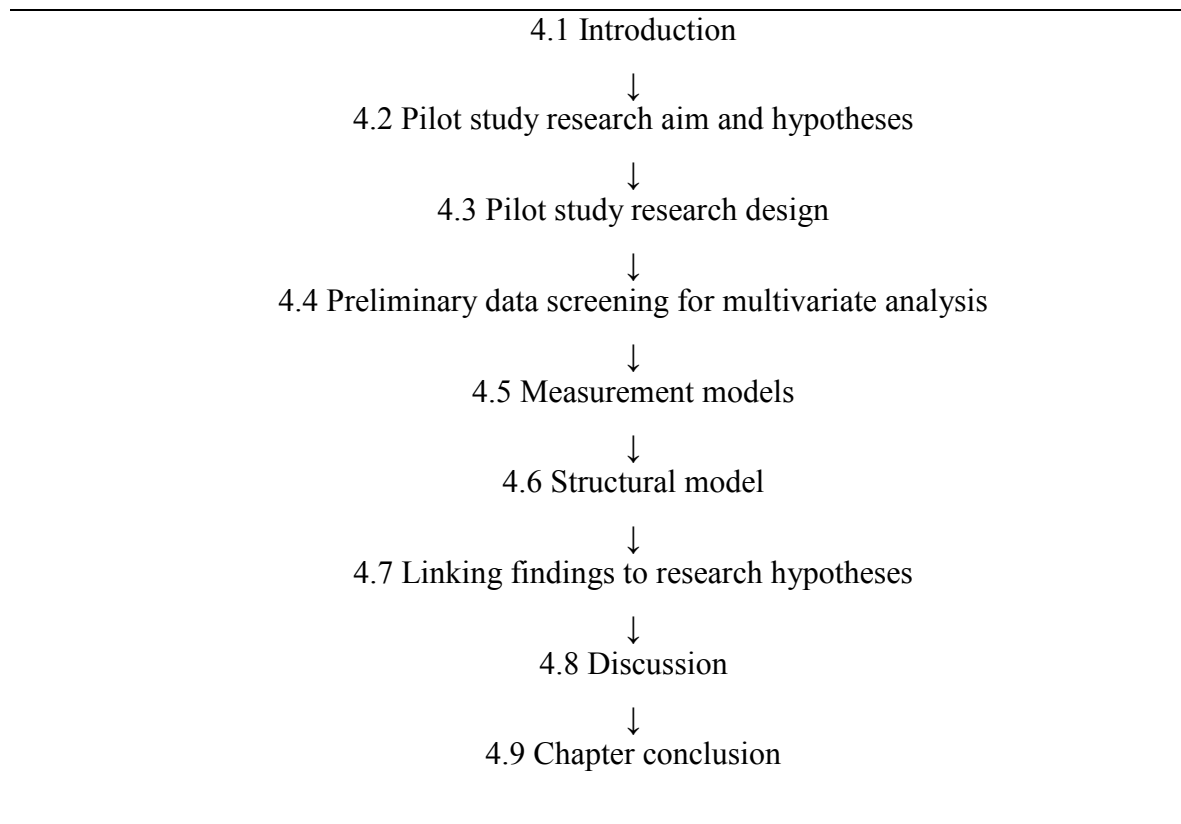 4.1 Introduction
↓
4.2 Pilot study research aim and hypotheses
↓
4.3 Pilot study research design
↓
4.4 Preliminary data screening for multivariate analysis
↓
4.5 Measurement models
↓
4.6 Structural model
↓
4.7 Linking findings to research hypotheses
↓
4.8 Discussion
↓
4.9 Chapter conclusion